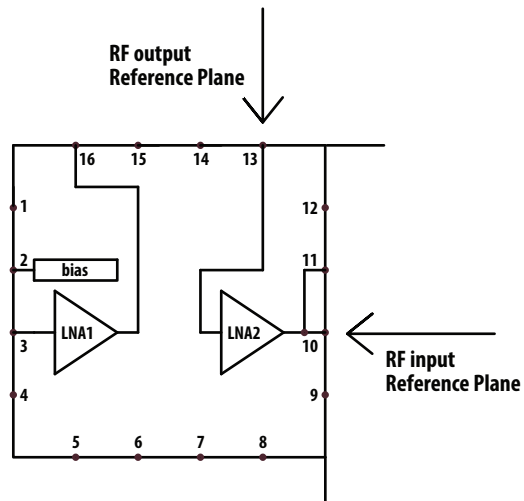 RF output
Reference Plane
16 15 14 13
1
12
2
bias
11
LNA1
LNA2
3
10
RF input
Reference Plane
4
9
5 6 7 8